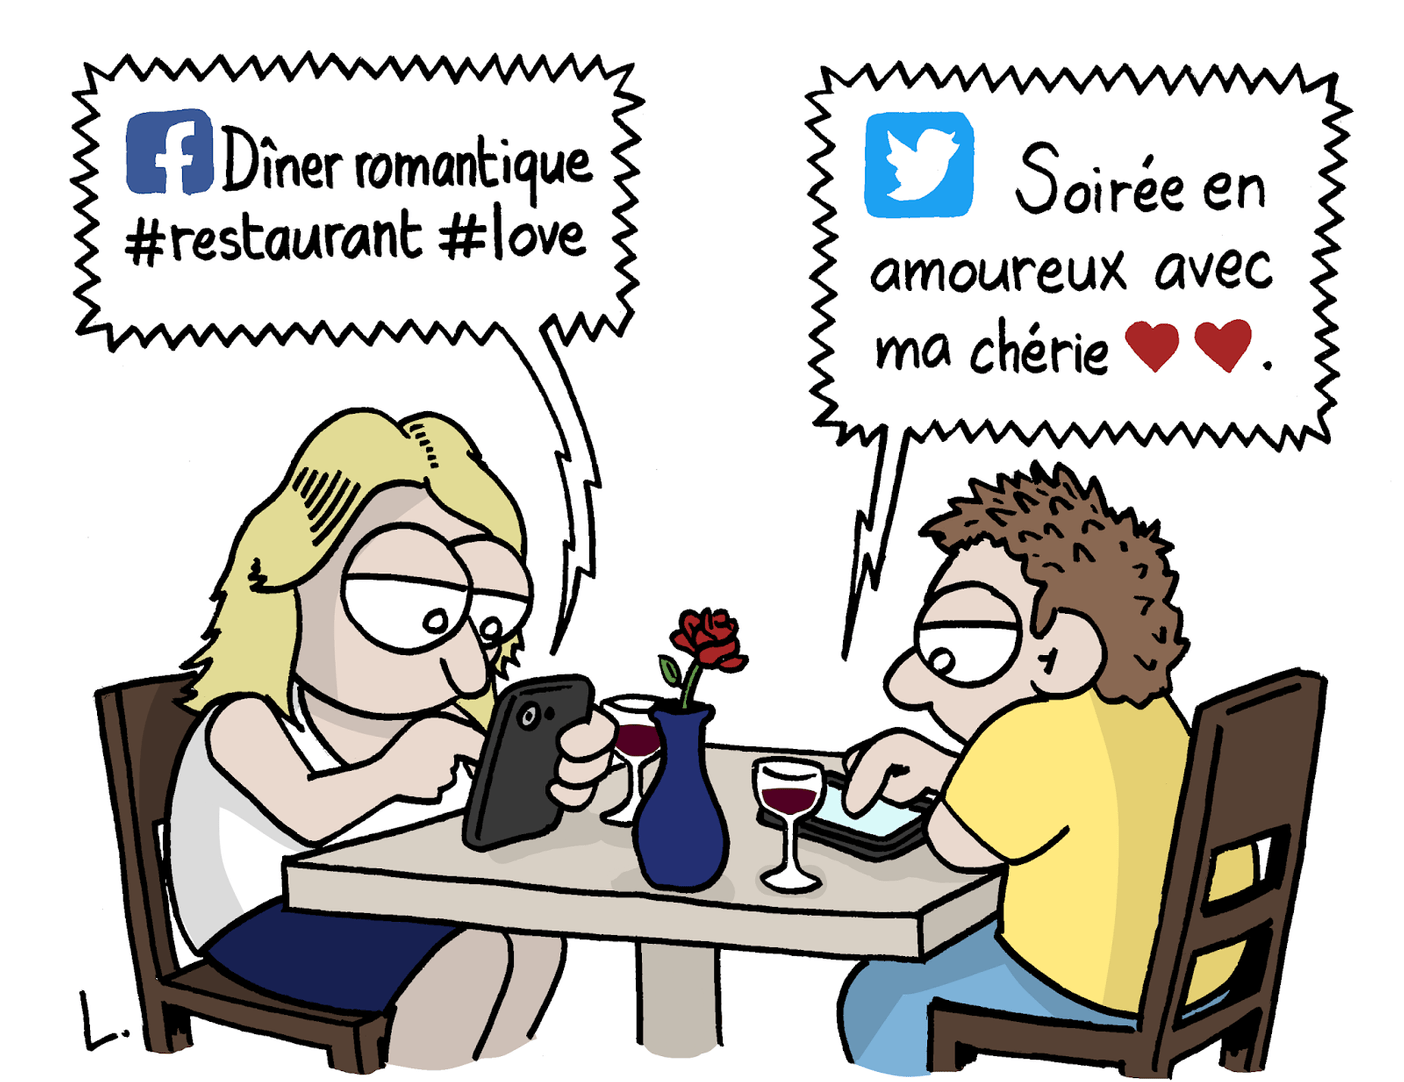 Dîner romantique
#restaurant #love
Soirée en
amoureux avec
ma chérie ♥♥.
L.